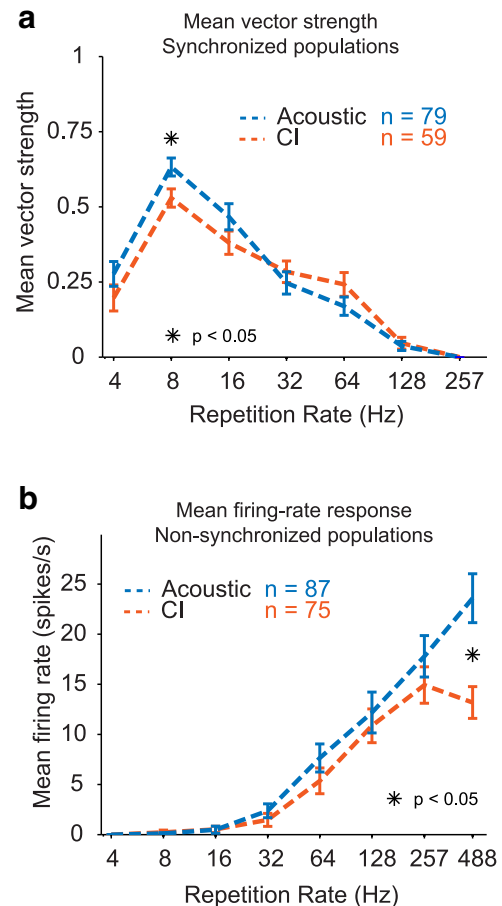 a
Mean vector strength
Synchronized populations
1
0.75
0.5
0.25
0
Mean vector strength
Acoustic n = 79
CI n = 59
✳
✳ p < 0.05
4 8 16 32 64 128 257
Repetition Rate (Hz)
b
Mean firing-rate response
Non-synchronized populations
25
20
15
10
5
0
Mean firing rate (spikes/s)
Acoustic n = 87
CI n = 75
✳
✳ p < 0.05
4 8 16 32 64 128 257 488
Repetition Rate (Hz)